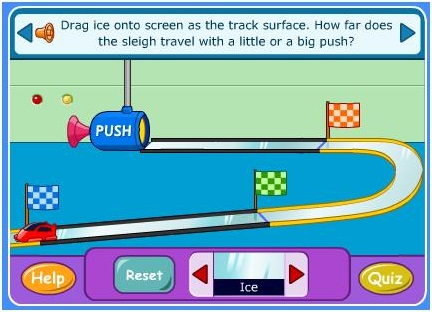 Drag ice onto screen as the track surface. How far does
the sleigh travel with a little or a big push?
PUSH
Help
Reset
Ice
Quiz